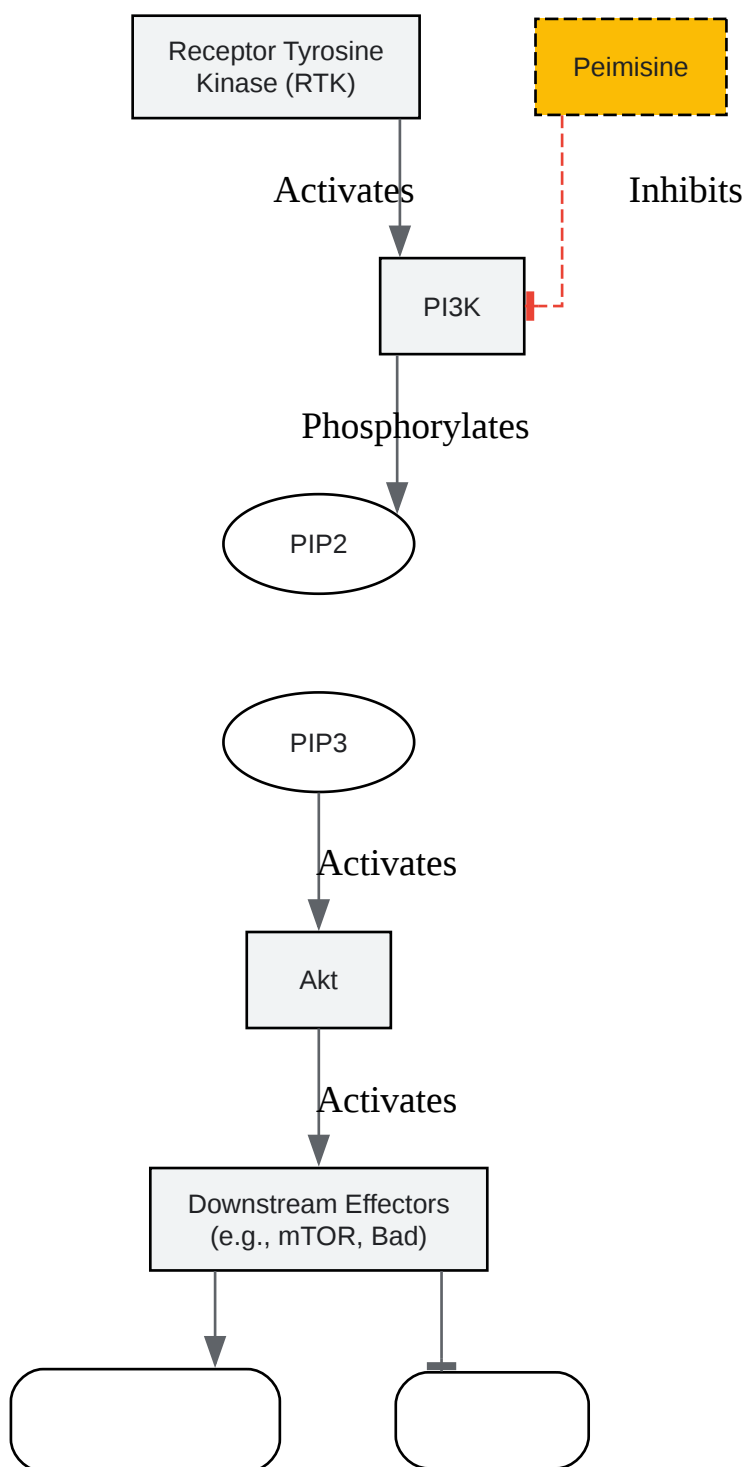 Receptor Tyrosine
Kinase (RTK)
Peimisine
Activates
Inhibits
PI3K
Phosphorylates
PIP2
PIP3
Activates
Akt
Activates
Downstream Effectors
(e.g., mTOR, Bad)